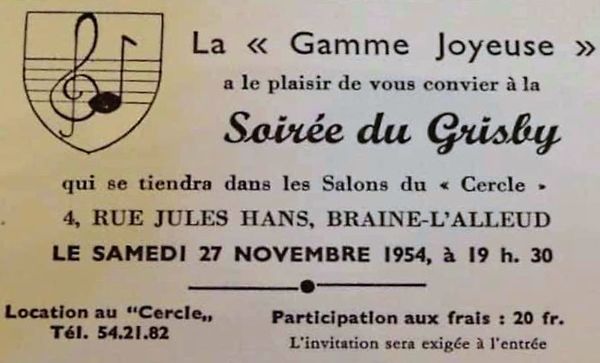 La « Gamme Joyeuse »
a le plaisir de vous convier à la
Soirée du Grisby
qui se tiendra dans les Salons du « Cercle »
4, RUE JULES HANS, BRAINE-L'ALLEUD
LE SAMEDI 27 NOVEMBRE 1954, à 19 h. 30
Location au "Cercle„
Tél. 54.21.82
Participation aux frais : 20 fr.
L'invitation sera exigée à l'entrée